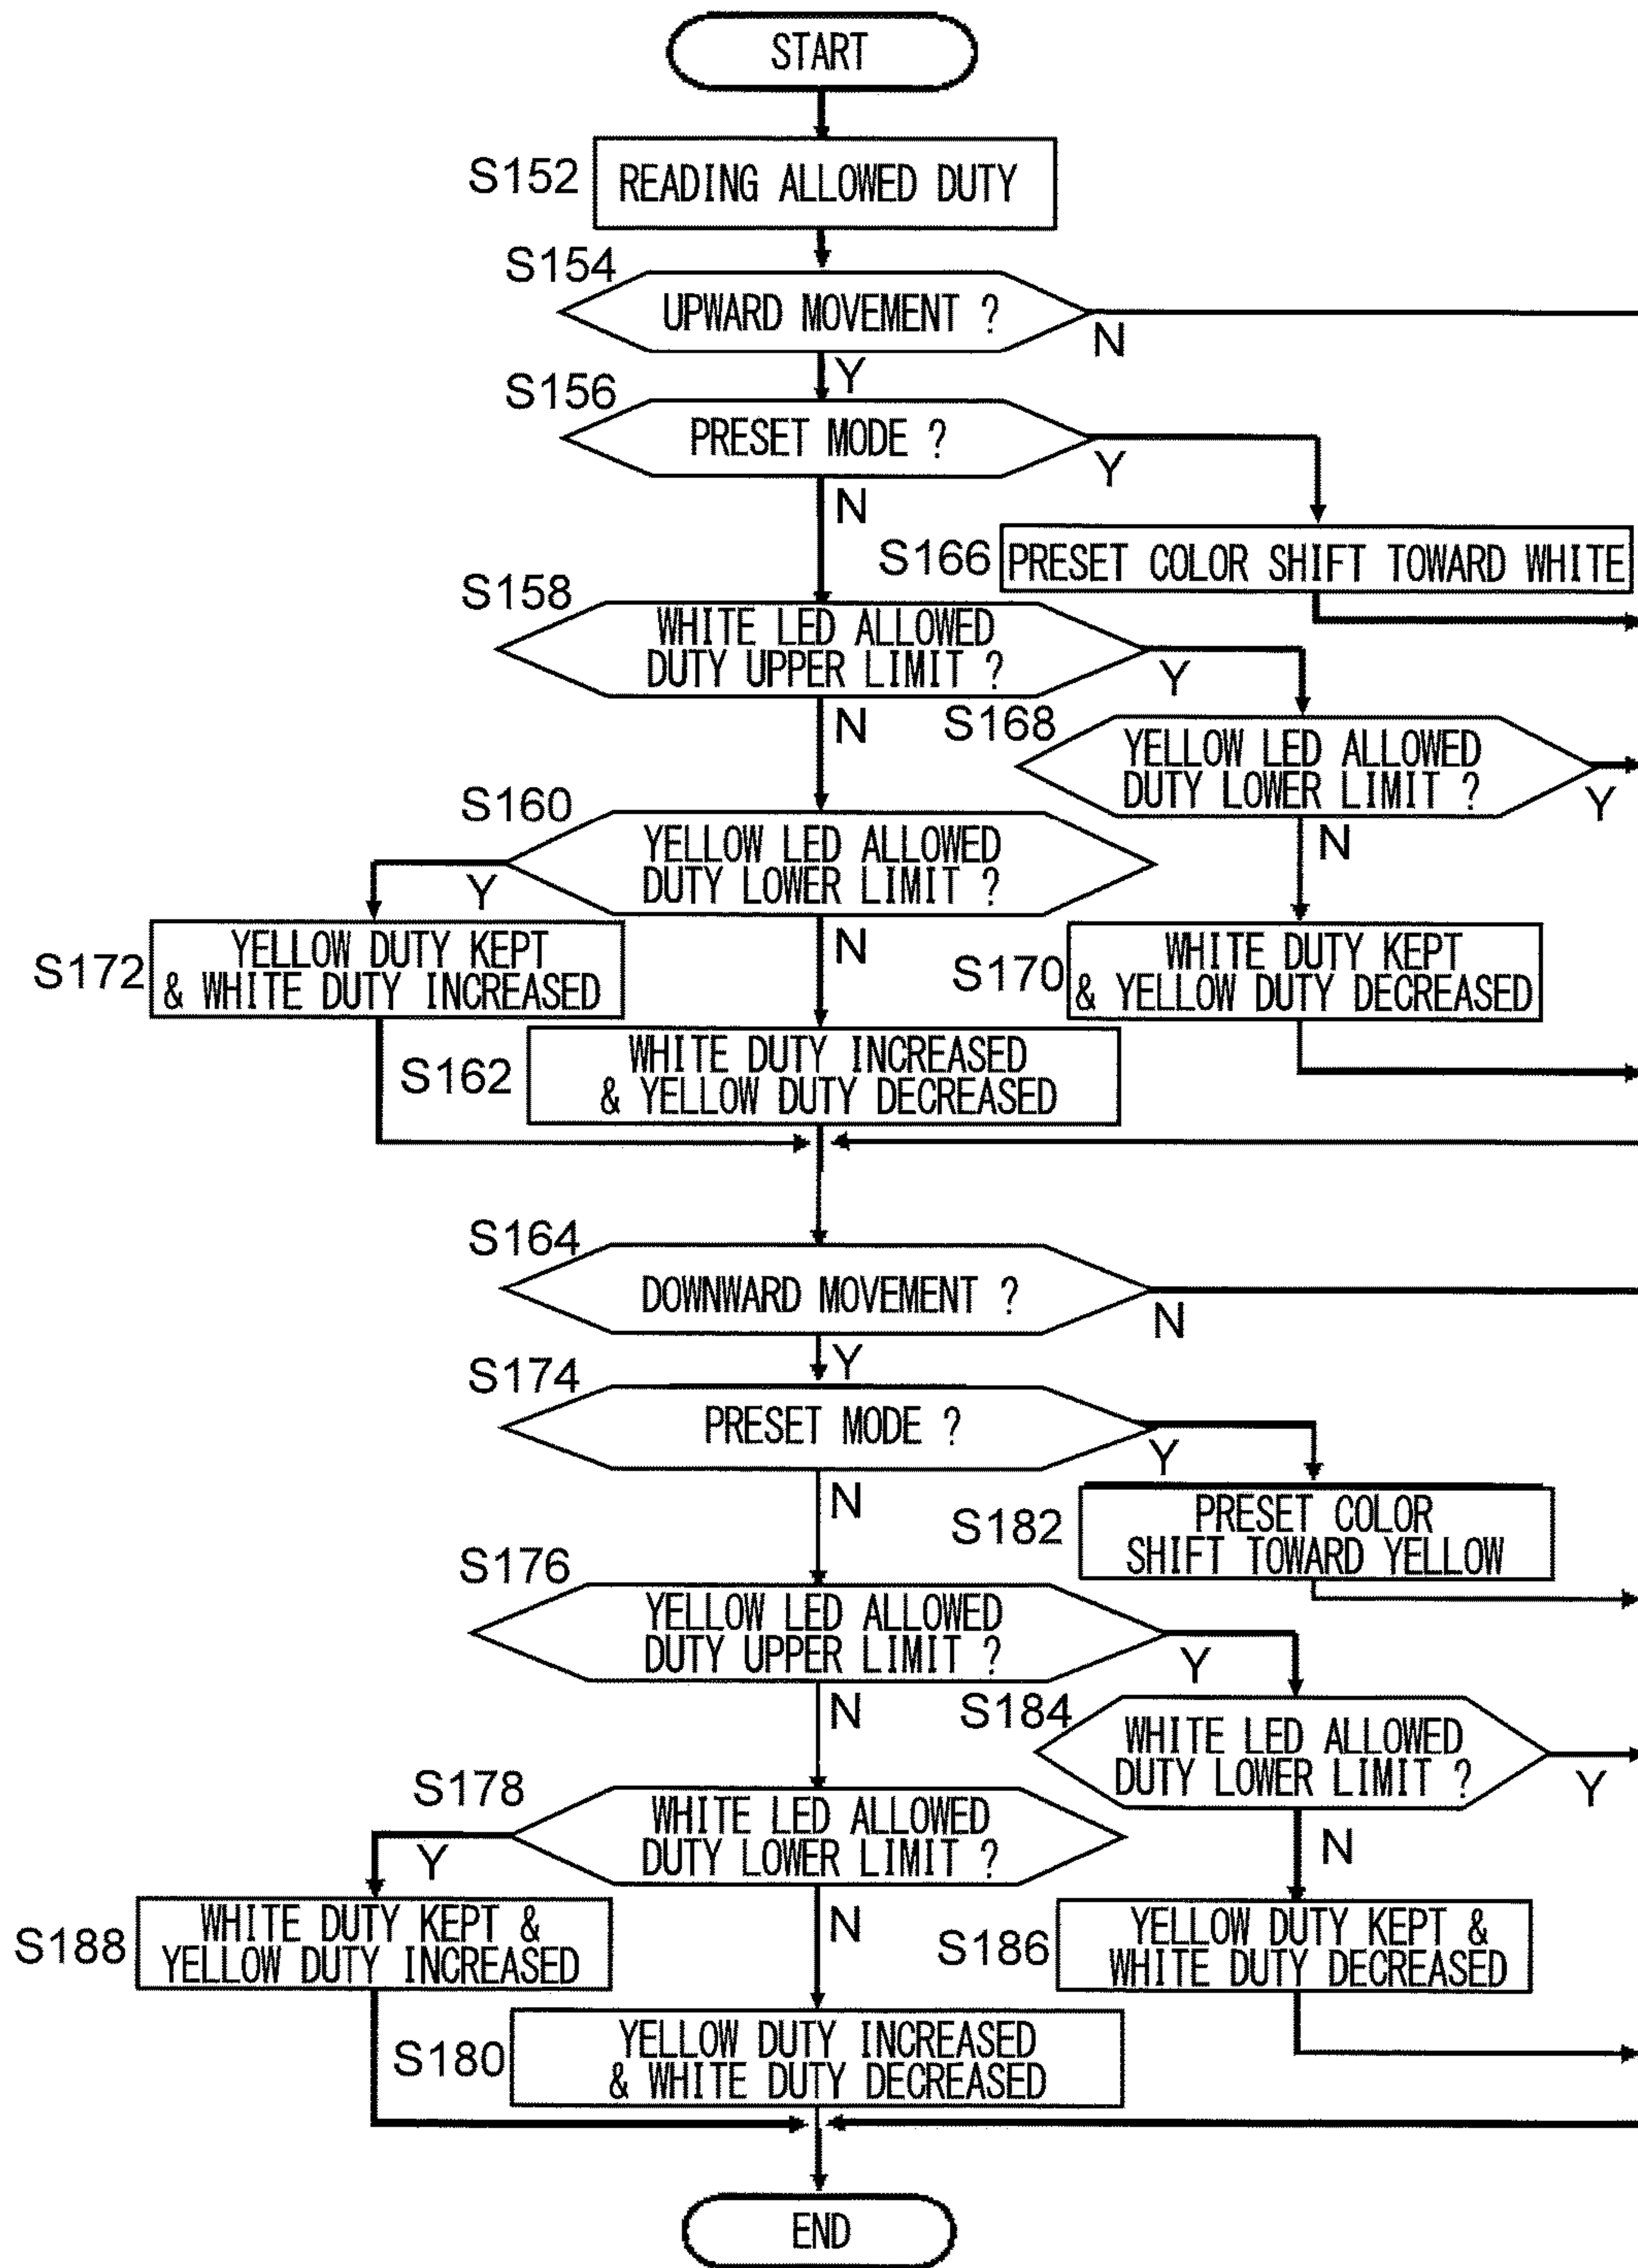 START
S152
READING ALLOWED DUTY
S154
UPWARD MOVEMENT ?
N
Y
S156
PRESET MODE ?
Y
N
S166
PRESET COLOR SHIFT TOWARD WHITE
S158
WHITE LED ALLOWED
DUTY UPPER LIMIT ?
Y
N
S168
YELLOW LED ALLOWED
DUTY LOWER LIMIT ?
Y
N
S160
YELLOW LED ALLOWED
DUTY LOWER LIMIT ?
Y
N
S172
YELLOW DUTY KEPT
& WHITE DUTY INCREASED
S170
WHITE DUTY KEPT
& YELLOW DUTY DECREASED
S162
WHITE DUTY INCREASED
& YELLOW DUTY DECREASED
S164
DOWNWARD MOVEMENT ?
N
Y
S174
PRESET MODE ?
Y
N
S182
PRESET COLOR
SHIFT TOWARD YELLOW
S176
YELLOW LED ALLOWED
DUTY UPPER LIMIT ?
Y
N
S184
WHITE LED ALLOWED
DUTY LOWER LIMIT ?
Y
N
S178
WHITE LED ALLOWED
DUTY LOWER LIMIT ?
Y
N
S188
WHITE DUTY KEPT &
YELLOW DUTY INCREASED
S186
YELLOW DUTY KEPT &
WHITE DUTY DECREASED
S180
YELLOW DUTY INCREASED
& WHITE DUTY DECREASED
END